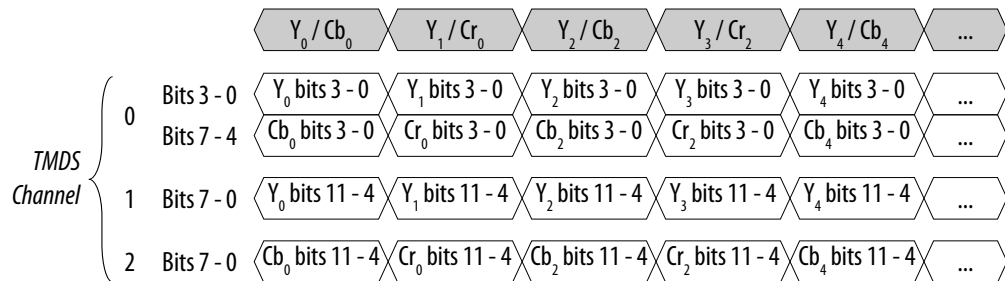 Y0 / Cb0 Y1 / Cr0 Y2 / Cb2 Y3 / Cr2 Y4 / Cb4 ...
0 Bits 3 - 0 Y0 bits 3 - 0 Y1 bits 3 - 0 Y2 bits 3 - 0 Y3 bits 3 - 0 Y4 bits 3 - 0 ...
Bits 7 - 4 Cb0 bits 3 - 0 Cr0 bits 3 - 0 Cb2 bits 3 - 0 Cr2 bits 3 - 0 Cb4 bits 3 - 0 ...
TMDS
Channel
1 Bits 7 - 0 Y0 bits 11 - 4 Y1 bits 11 - 4 Y2 bits 11 - 4 Y3 bits 11 - 4 Y4 bits 11 - 4 ...
2 Bits 7 - 0 Cb0 bits 11 - 4 Cr0 bits 11 - 4 Cb2 bits 11 - 4 Cr2 bits 11 - 4 Cb4 bits 11 - 4 ...